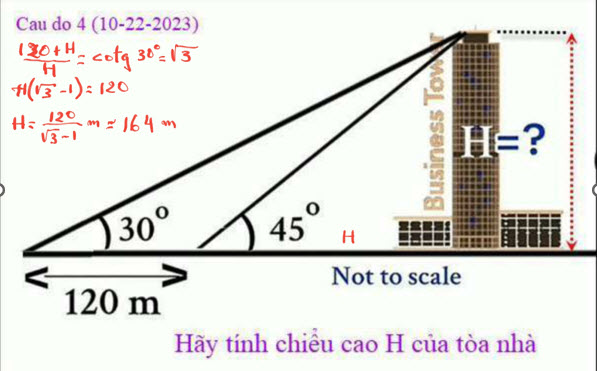 Cau do 4 (10-22-2023)
120+H/H = cotg 30° = √3
H(√3-1) = 120
H = 120/√3-1 m ≈ 164 m
Business Tower
H=?
30°
45°
H
Not to scale
120 m
Hãy tính chiều cao H của tòa nhà